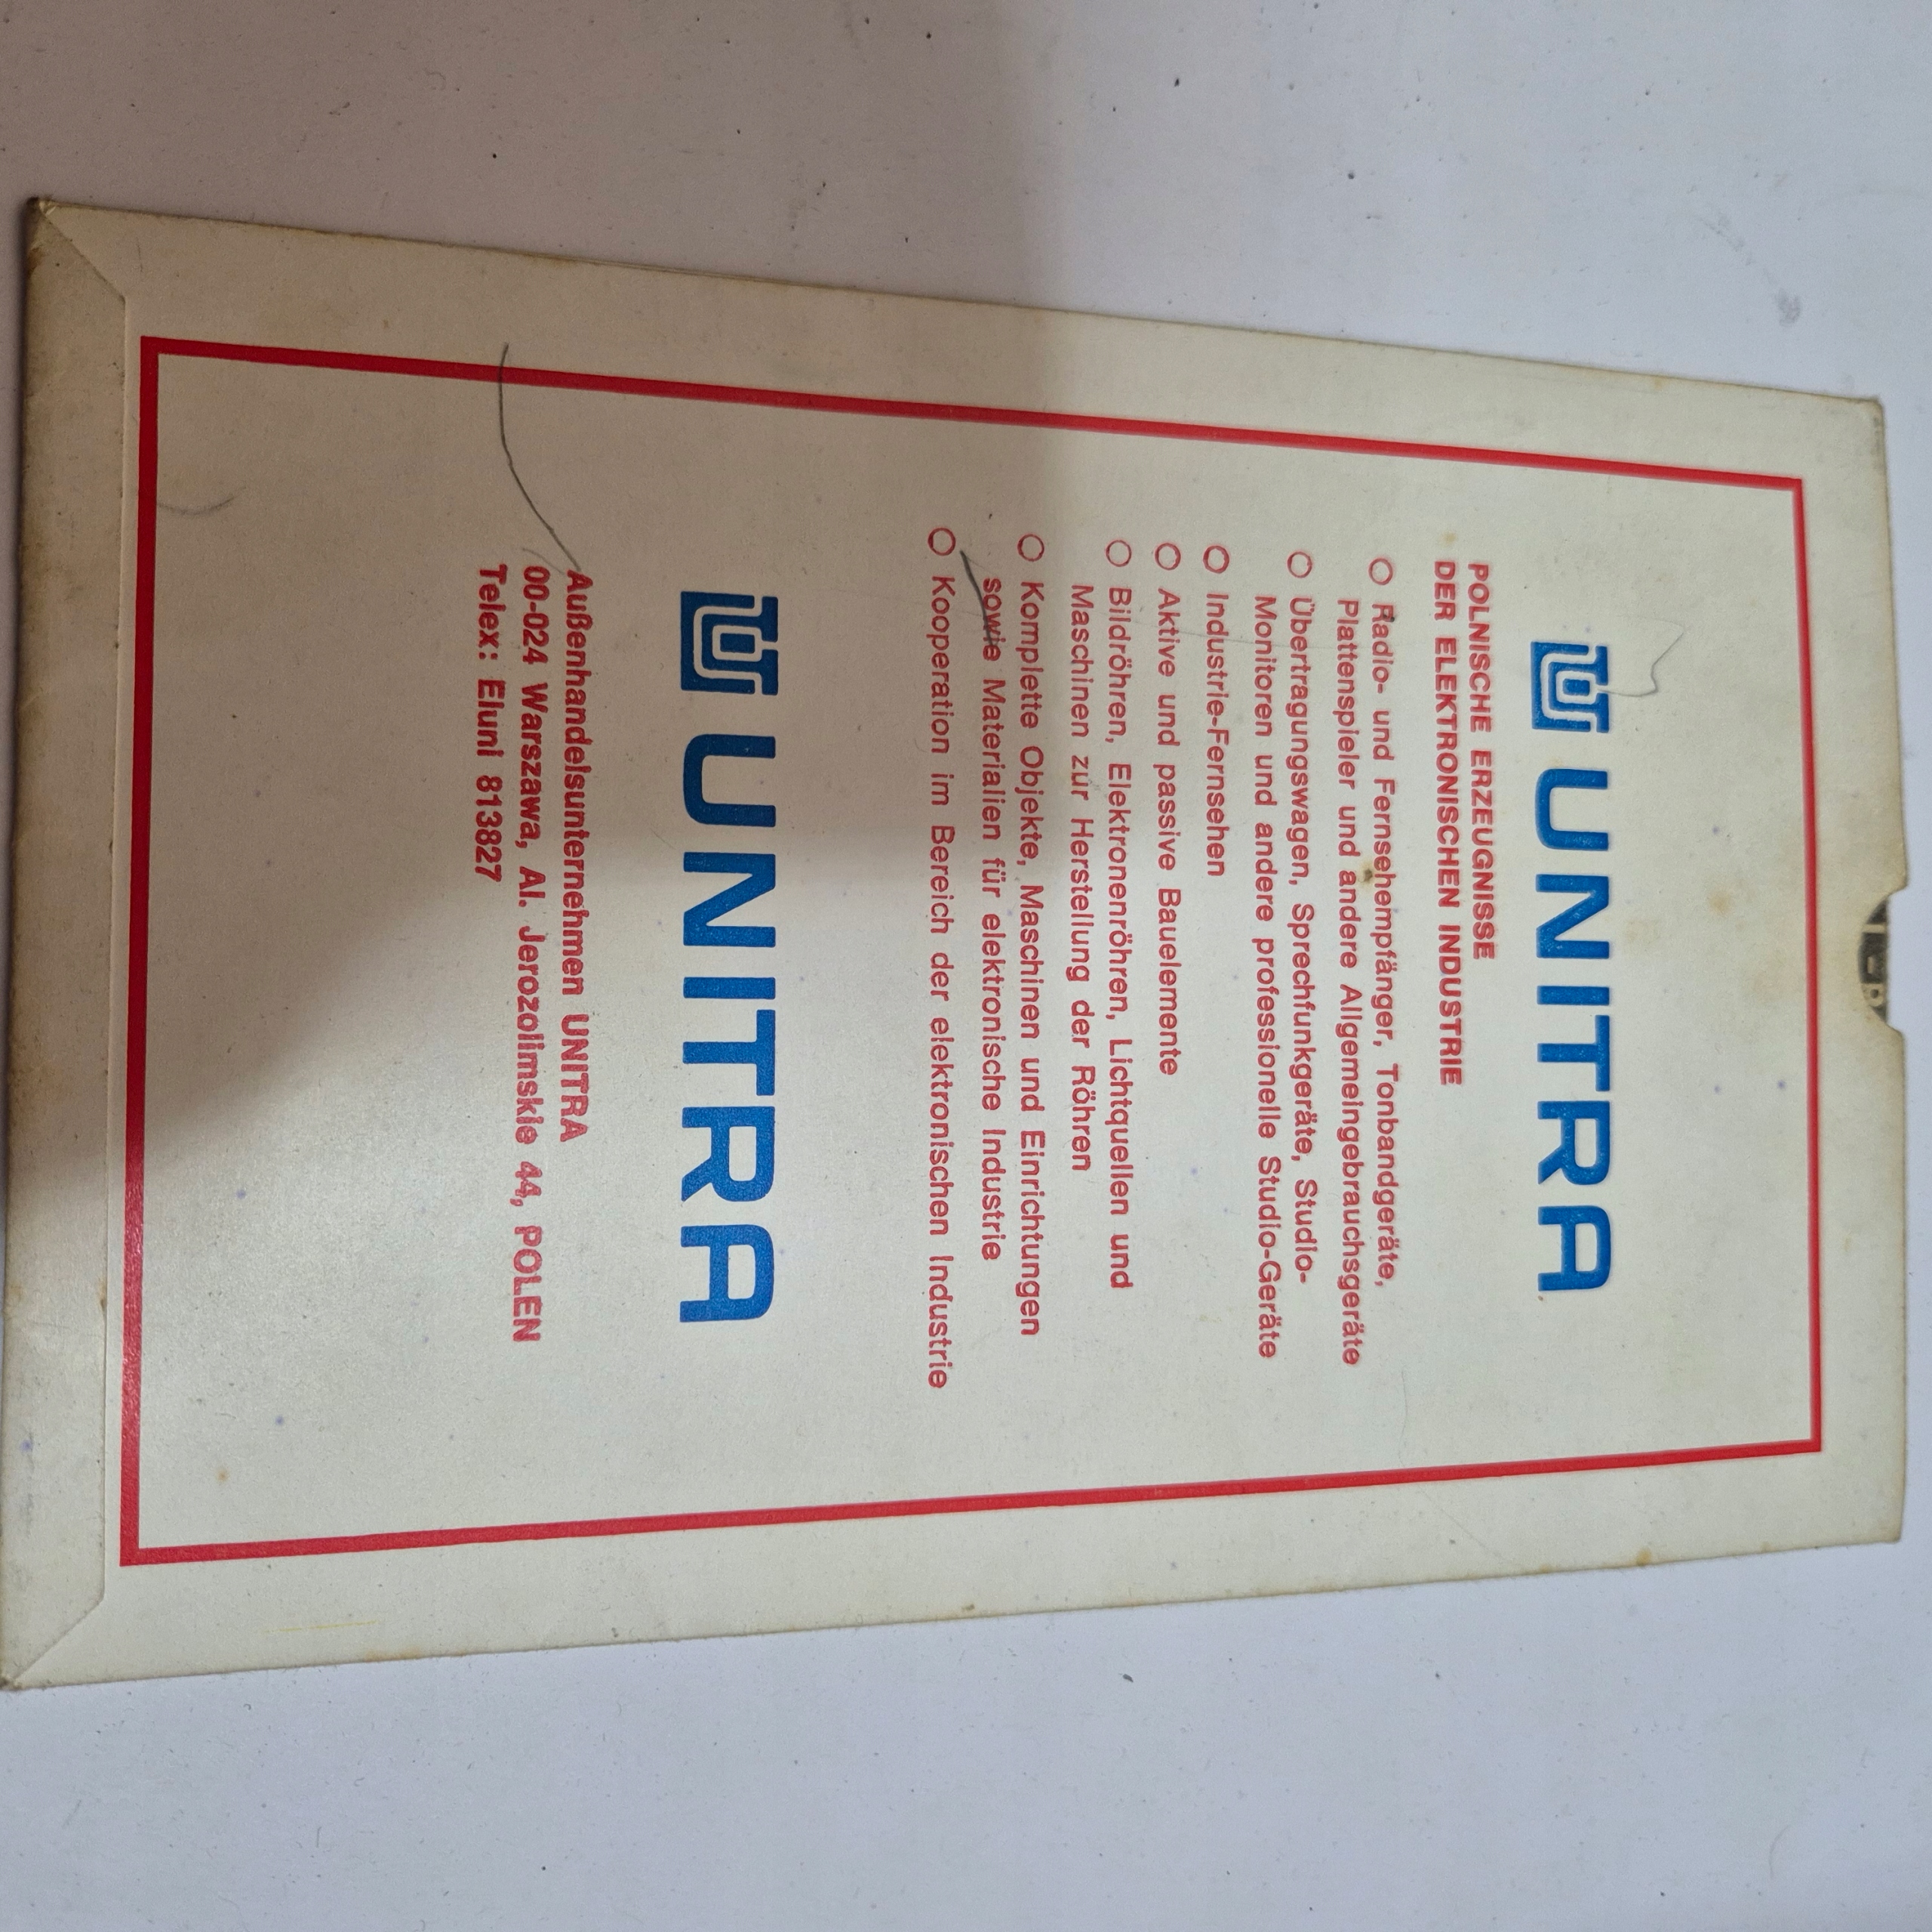 UNITRA
POLNISCHE ERZEUGNISSE
DER ELEKTRONISCHEN INDUSTRIE
○ Radio- und Fernsehempfänger, Tonbandgeräte,
Plattenspieler und andere Allgemeingebrauchsgeräte
○ Übertragungswagen, Sprechfunkgeräte, Studio-
Monitoren und andere professionelle Studio-Geräte
○ Industrie-Fernsehen
○ Aktive und passive Bauelemente
○ Bildröhren, Elektronenröhren, Lichtquellen und
Maschinen zur Herstellung der Röhren
○ Komplette Objekte, Maschinen und Einrichtungen
sowie Materialien für elektronische Industrie
○ Kooperation im Bereich der elektronischen Industrie
UNITRA
Außenhandelsunternehmen UNITRA
00-024 Warszawa, Al. Jerozolimskie 44, POLEN
Telex: Eluni 813827